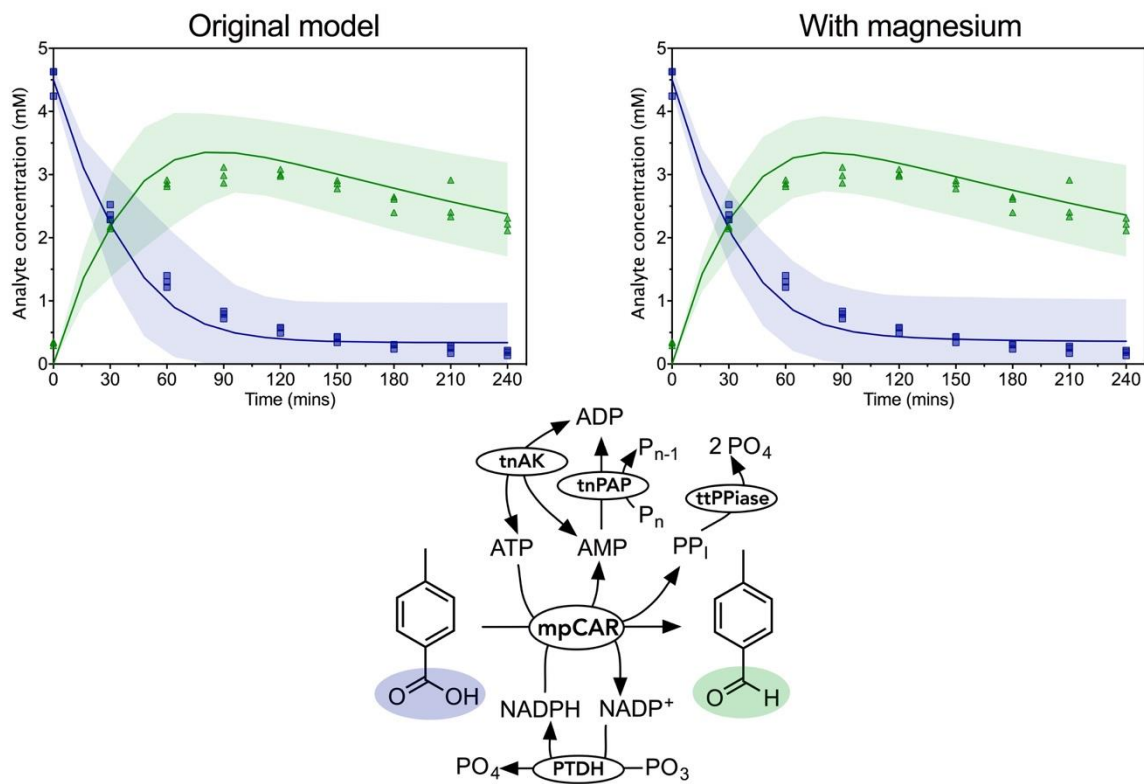 Original model
With magnesium
Analyte concentration (mM)
5
4
3
2
1
0
0 30 60 90 120 150 180 210 240
Time (mins)
Analyte concentration (mM)
5
4
3
2
1
0
0 30 60 90 120 150 180 210 240
Time (mins)
ADP
tnAK
tnPAP
Pn-1
Pn
2 PO4
ttPPiase
ATP
AMP
PPI
mpCAR
O
OH
O
H
NADPH
NADP+
PO4
PTDH
PO3